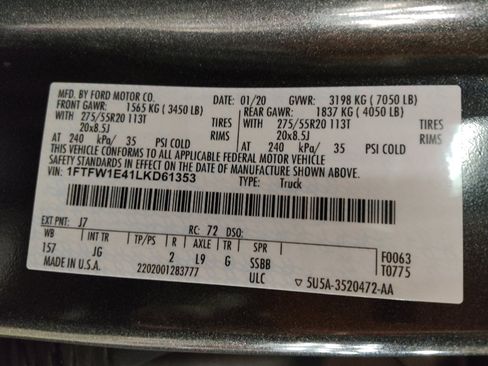 MFD. BY FORD MOTOR CO.
DATE: 01/20 GVWR: 3198 KG ( 7050 LB)
FRONT GAWR: 1565 KG ( 3450 LB) REAR GAWR: 1837 KG ( 4050 LB)
WITH 275/55R20 113T TIRES WITH 275/55R20 113T TIRES
20x8.5J RIMS 20x8.5J RIMS
AT 240 kPa/ 35 PSI COLD AT 240 kPa/ 35 PSI COLD
THIS VEHICLE CONFORMS TO ALL APPLICABLE FEDERAL MOTOR VEHICLE
SAFETY STANDARDS IN EFFECT ON THE DATE OF MANUFACTURE SHOWN ABOVE.
VIN: 1FTFW1E41LKD61353
TYPE: Truck
EXT PNT: J7 RC: 72 DSO:
WB INT TR TP/PS R AXLE TR SPR F0063
157 JG 2 L9 G SSBB T0775
MADE IN U.S.A. 2202001283777 ULC ▽ 5U5A-3520472-AA